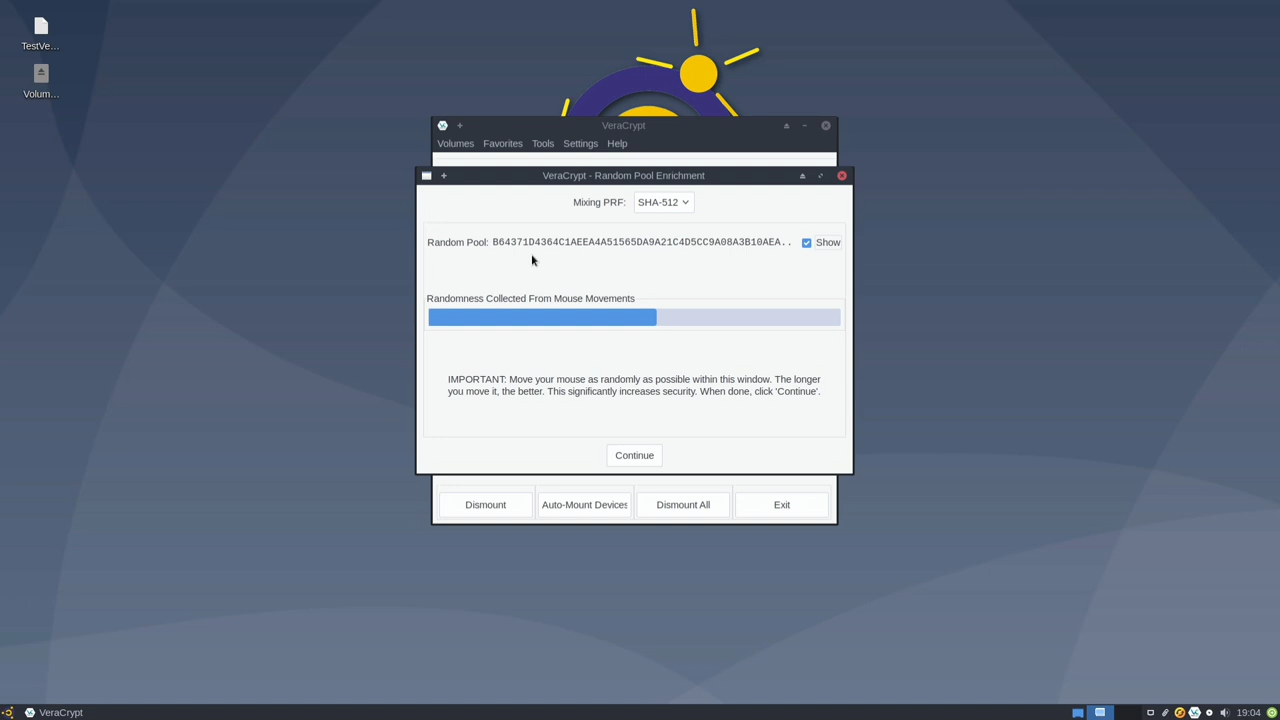 TestVe...
Volum...
VeraCrypt
Volumes Favorites Tools Settings Help
VeraCrypt - Random Pool Enrichment
Mixing PRF: SHA-512
Random Pool: B64371D4364C1AEEA4A51565DA9A21C4D5CC9A08A3B10AEA.. Show
Randomness Collected From Mouse Movements
IMPORTANT: Move your mouse as randomly as possible within this window. The longer
you move it, the better. This significantly increases security. When done, click 'Continue'.
Continue
Dismount Auto-Mount Devices Dismount All Exit
VeraCrypt 19:04